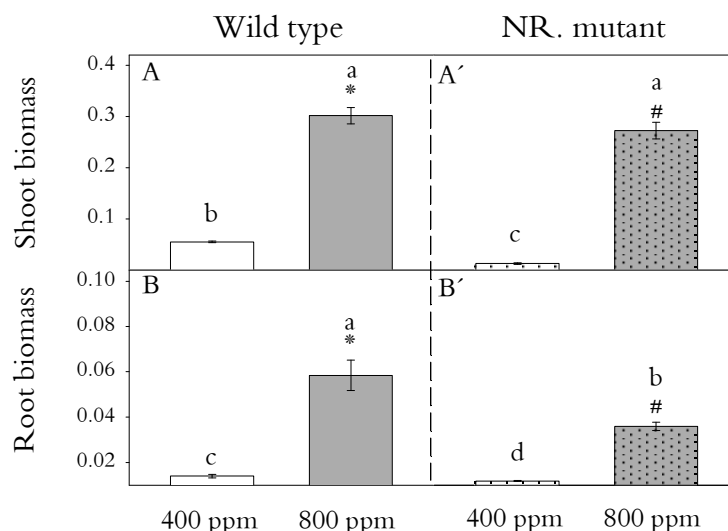 Wild type NR. mutant
Shoot biomass
0.4
0.3
0.2
0.1
A
a
*
b
A´
a
#
c
Root biomass
0.10
0.08
0.06
0.04
0.02
B
a
*
c
B´
b
#
d
400 ppm 800 ppm 400 ppm 800 ppm